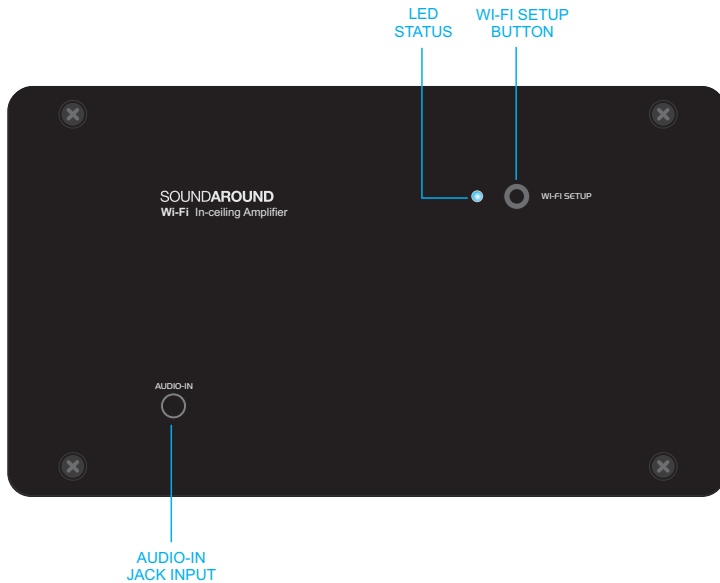 LED
STATUS
WI-FI SETUP
BUTTON
SOUNDAROUND
Wi-Fi In-ceiling Amplifier
WI-FI SETUP
AUDIO-IN
AUDIO-IN
JACK INPUT